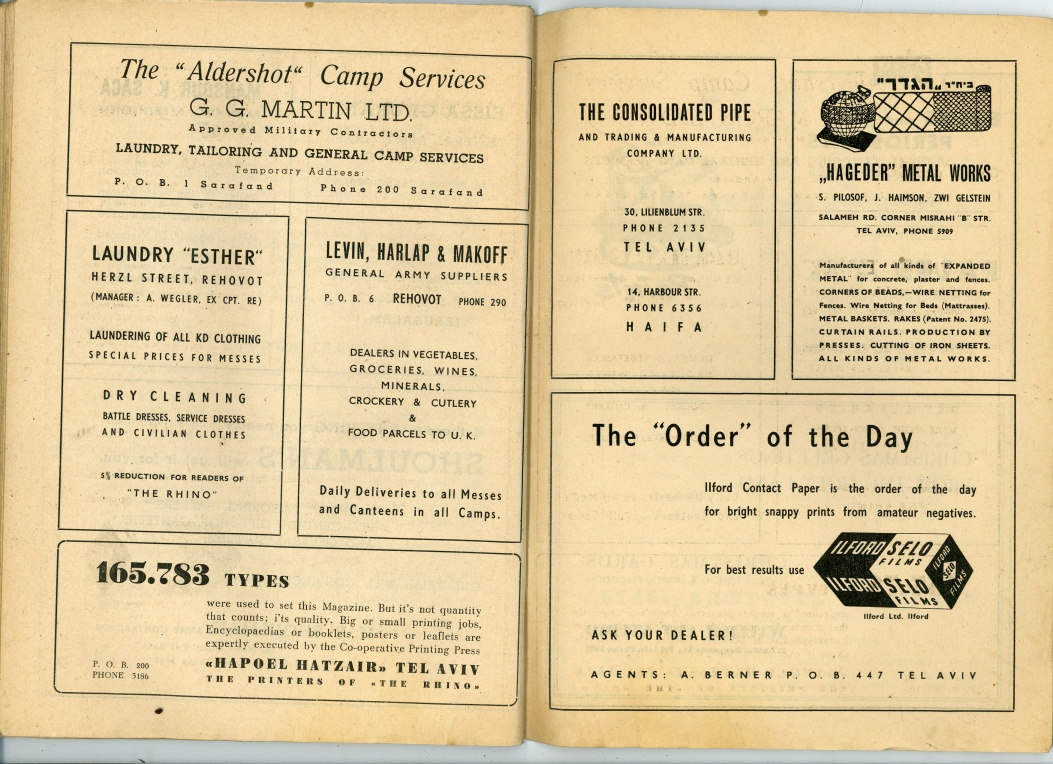 The "Aldershot" Camp Services
G. G. MARTIN LTD.
Approved Military Contractors
LAUNDRY, TAILORING AND GENERAL CAMP SERVICES
Temporary Address:
P. O. B. 1 Sarafand Phone 200 Sarafand
LAUNDRY "ESTHER"
HERZL STREET, REHOVOT
(MANAGER: A. WEGLER, EX CPT. RE)
LAUNDERING OF ALL KD CLOTHING
SPECIAL PRICES FOR MESSES
DRY CLEANING
BATTLE DRESSES, SERVICE DRESSES
AND CIVILIAN CLOTHES
5% REDUCTION FOR READERS OF
"THE RHINO"
LEVIN, HARLAP & MAKOFF
GENERAL ARMY SUPPLIERS
P. O. B. 6 REHOVOT PHONE 290
DEALERS IN VEGETABLES,
GROCERIES, WINES,
MINERALS,
CROCKERY & CUTLERY
&
FOOD PARCELS TO U. K.
Daily Deliveries to all Messes
and Canteens in all Camps.
165.783 TYPES
were used to set this Magazine. But it's not quantity
that counts; i'ts quality. Big or small printing jobs,
Encyclopaedias or booklets, posters or leaflets are
expertly executed by the Co-operative Printing Press
P. O. B. 200
PHONE 3186
«HAPOEL HATZAIR» TEL AVIV
THE PRINTERS OF «THE RHINO»
THE CONSOLIDATED PIPE
AND TRADING & MANUFACTURING
COMPANY LTD.
30, LILIENBLUM STR.
PHONE 2135
TEL AVIV
14, HARBOUR STR.
PHONE 6356
HAIFA
ביח״ר „הגדר"
„HAGEDER" METAL WORKS
S. PILOSOF, J. HAIMSON, ZWI GELSTEIN
SALAMEH RD. CORNER MISRAHI "B" STR.
TEL AVIV, PHONE 5909
Manufacturers of all kinds of "EXPANDED
METAL" for concrete, plaster and fences.
CORNERS OF BEADS,—WIRE NETTING for
Fences. Wire Netting for Beds (Mattrasses).
METAL BASKETS. RAKES (Patent No. 2475).
CURTAIN RAILS. PRODUCTION BY
PRESSES. CUTTING OF IRON SHEETS.
ALL KINDS OF METAL WORKS.
The "Order" of the Day
Ilford Contact Paper is the order of the day
for bright snappy prints from amateur negatives.
For best results use
ILFORD SELO
FILMS
ILFORD SELO
FILMS
ILFORD
SELO
FILMS
Ilford Ltd. Ilford
ASK YOUR DEALER!
AGENTS: A. BERNER P. O. B. 447 TEL AVIV